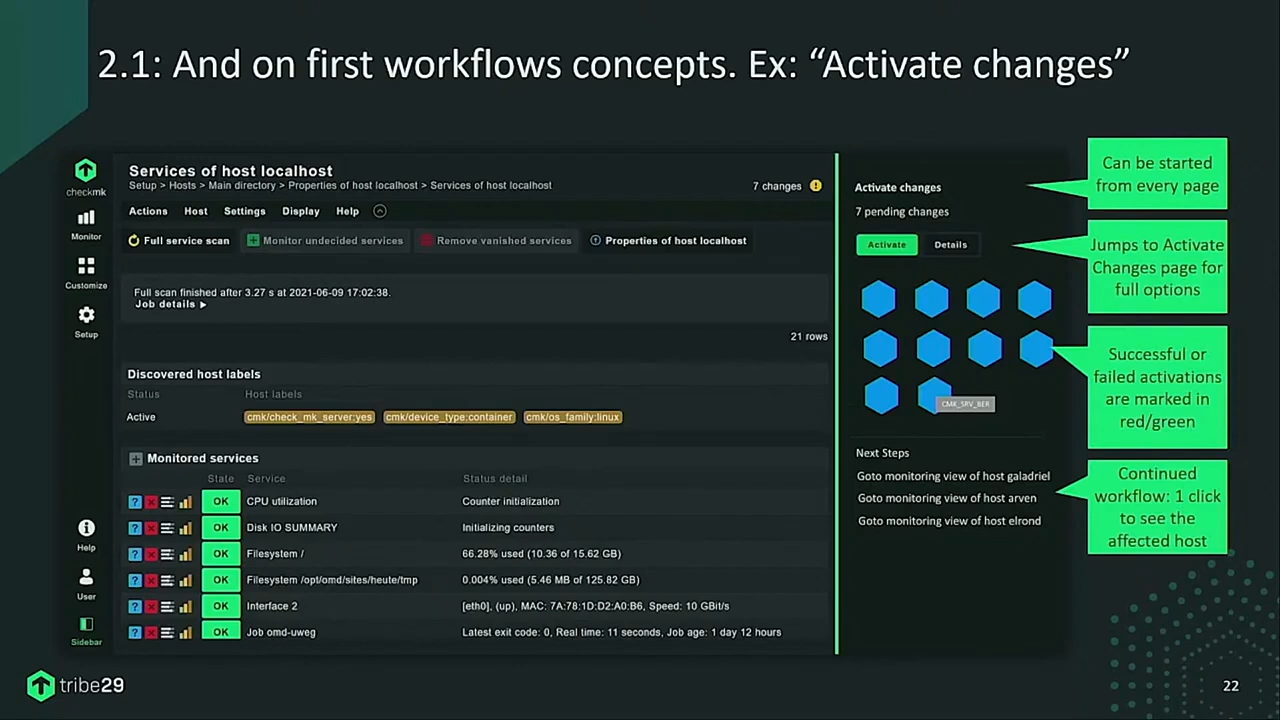 2.1: And on first workflows concepts. Ex: “Activate changes”
checkmk
Monitor
Customize
Setup
Help
User
Sidebar
Services of host localhost
Setup > Hosts > Main directory > Properties of host localhost > Services of host localhost
7 changes
Actions Host Settings Display Help
Full service scan Monitor undecided services Remove vanished services Properties of host localhost
Full scan finished after 3.27 s at 2021-06-09 17:02:38.
Job details
21 rows
Discovered host labels
Status Host labels
Active cmk/check_mk_server:yes cmk/device_type:container cmk/os_family:linux
Monitored services
State Service Status detail
OK CPU utilization Counter initialization
OK Disk IO SUMMARY Initializing counters
OK Filesystem / 66.28% used (10.36 of 15.62 GB)
OK Filesystem /opt/omd/sites/heute/tmp 0.004% used (5.46 MB of 125.82 GB)
OK Interface 2 [eth0], (up), MAC: 7A:78:1D:D2:A0:B6, Speed: 10 GBit/s
OK Job omd-uweg Latest exit code: 0, Real time: 11 seconds, Job age: 1 day 12 hours
Activate changes
7 pending changes
Activate Details
CMK_SRV_BER
Next Steps
Goto monitoring view of host galadriel
Goto monitoring view of host arven
Goto monitoring view of host elrond
Can be started
from every page
Jumps to Activate
Changes page for
full options
Successful or
failed activations
are marked in
red/green
Continued
workflow: 1 click
to see the
affected host
tribe29
22